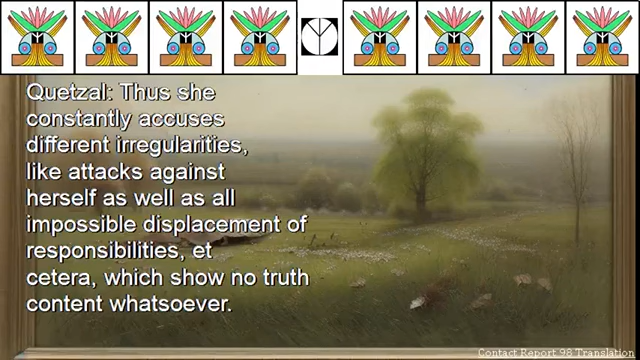 Quetzal: Thus she
constantly accuses
different irregularities,
like attacks against
herself as well as all
impossible displacement of
responsibilities, et
cetera, which show no truth
content whatsoever.
Contact Report 98 Translation